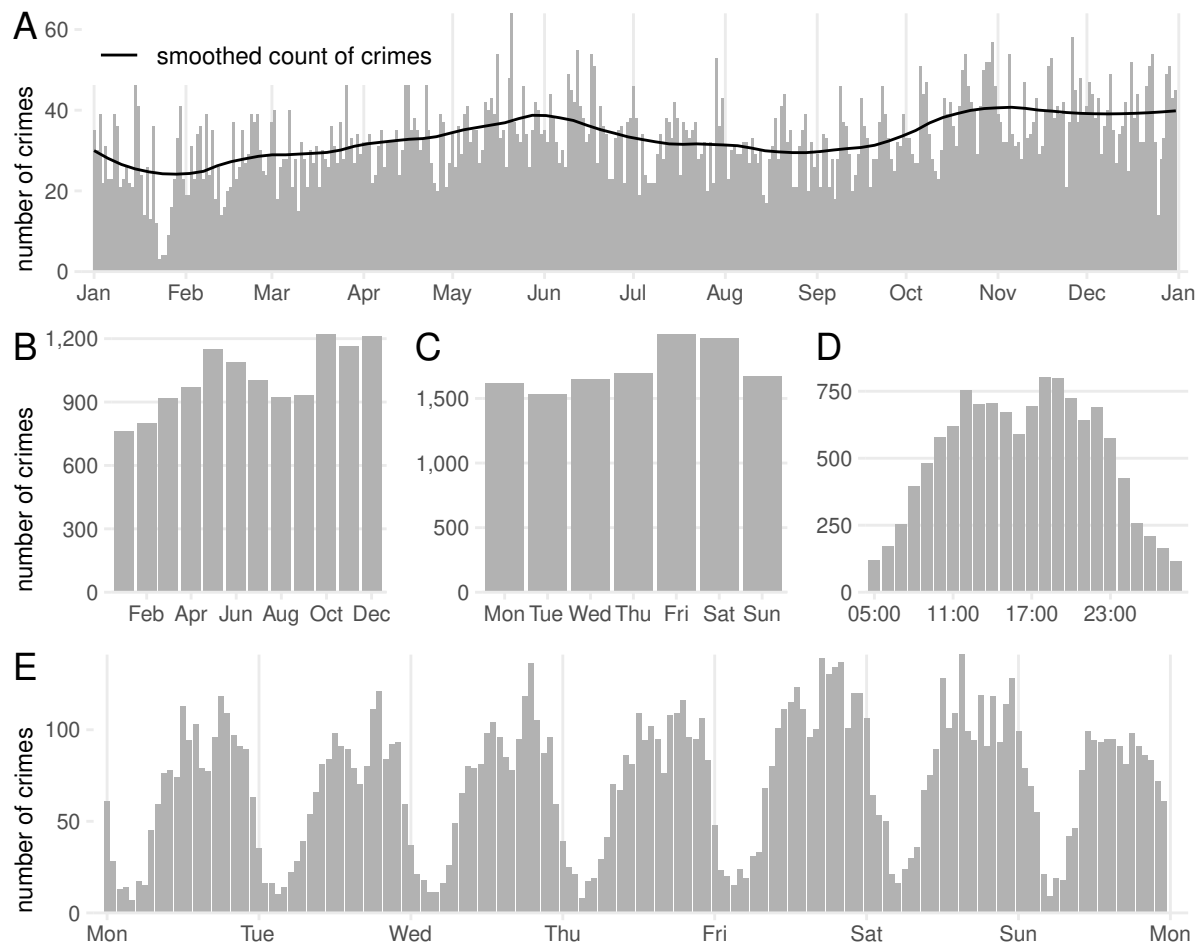 A
number of crimes
60
40
20
0
smoothed count of crimes
Jan Feb Mar Apr May Jun Jul Aug Sep Oct Nov Dec Jan
B
number of crimes
1,200
900
600
300
0
Feb Apr Jun Aug Oct Dec
C
1,500
1,000
500
0
Mon Tue Wed Thu Fri Sat Sun
D
750
500
250
0
05:00 11:00 17:00 23:00
E
number of crimes
100
50
0
Mon Tue Wed Thu Fri Sat Sun Mon